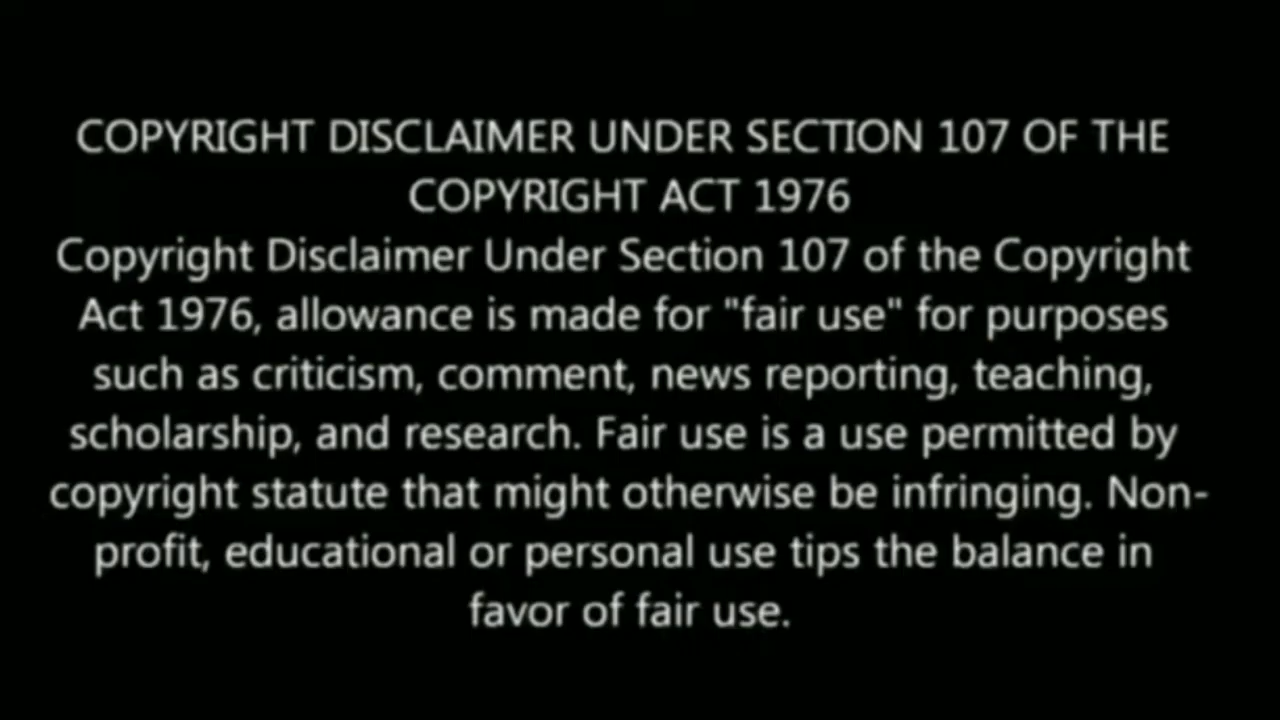 COPYRIGHT DISCLAIMER UNDER SECTION 107 OF THE
COPYRIGHT ACT 1976
Copyright Disclaimer Under Section 107 of the Copyright
Act 1976, allowance is made for "fair use" for purposes
such as criticism, comment, news reporting, teaching,
scholarship, and research. Fair use is a use permitted by
copyright statute that might otherwise be infringing. Non-
profit, educational or personal use tips the balance in
favor of fair use.